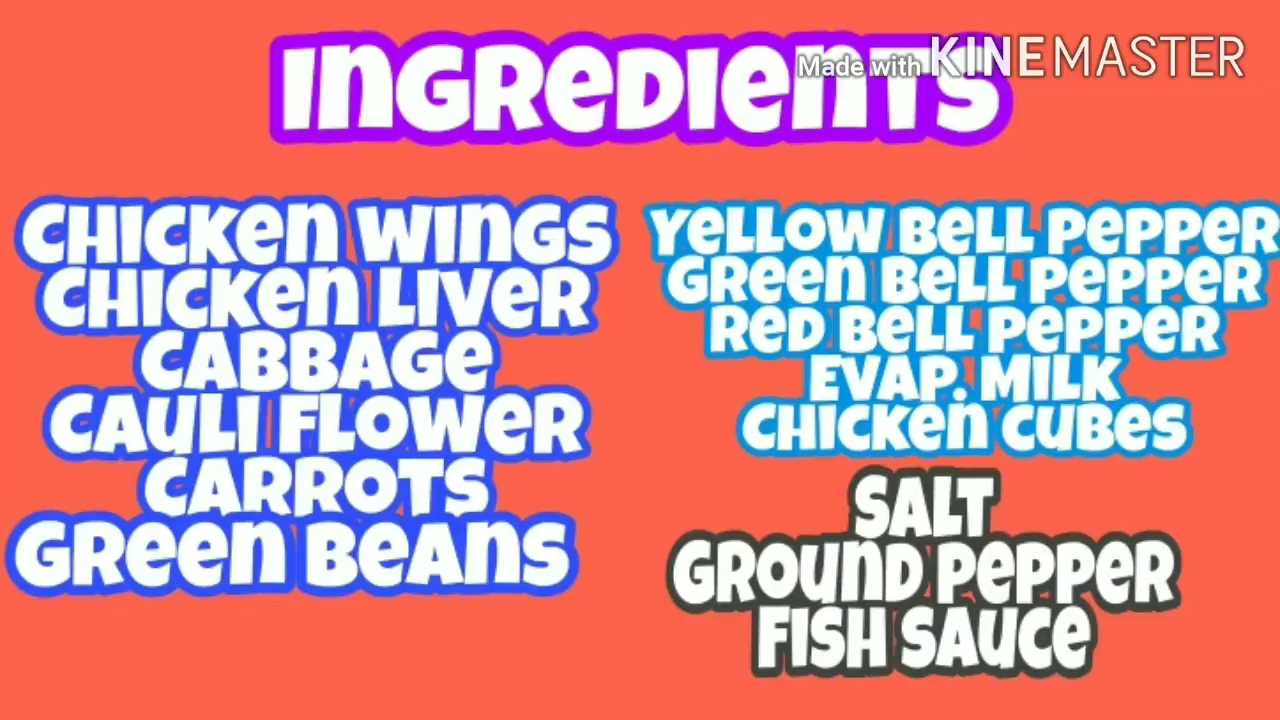 INGREDIENTS
Made with KINEMASTER
CHICKEN WINGS
CHICKEN LIVER
CABBAGE
CAULI FLOWER
CARROTS
GREEN BEANS
YELLOW BELL PEPPER
GREEN BELL PEPPER
RED BELL PEPPER
EVAP. MILK
CHICKEN CUBES
SALT
GROUND PEPPER
FISH SAUCE